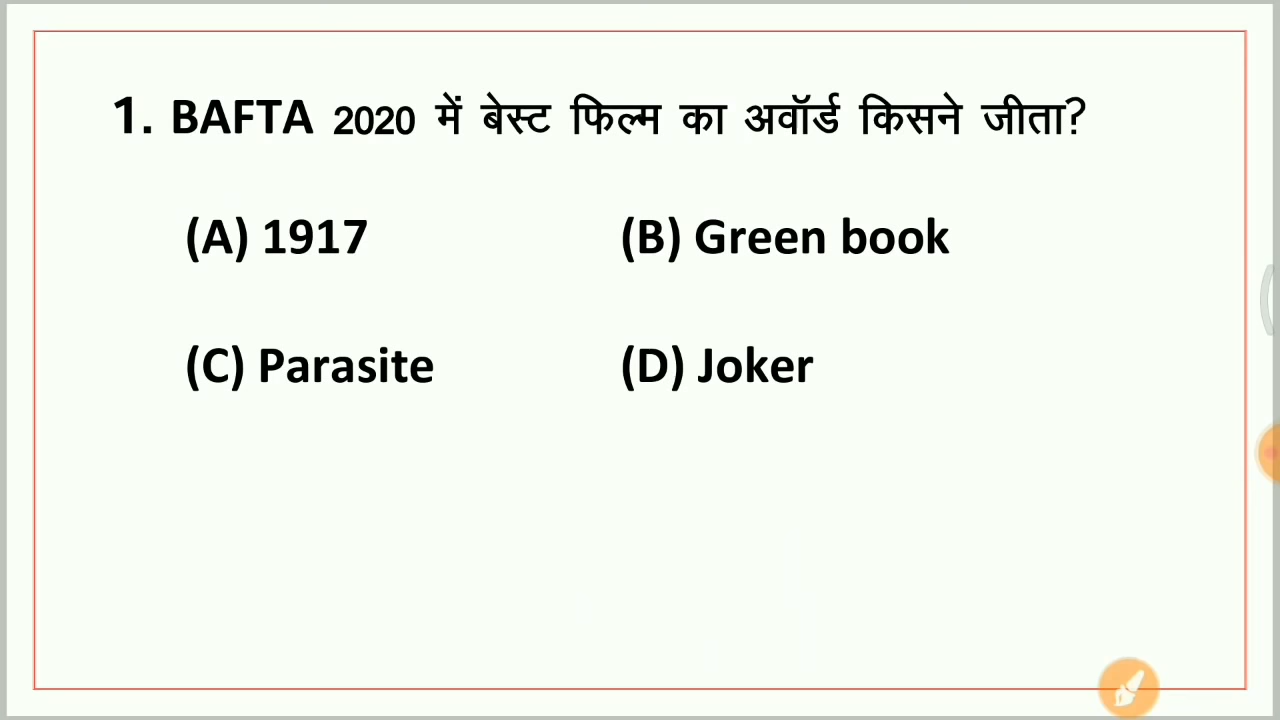 1. BAFTA 2020 में बेस्ट फिल्म का अवॉर्ड किसने जीता?
(A) 1917 (B) Green book
(C) Parasite (D) Joker